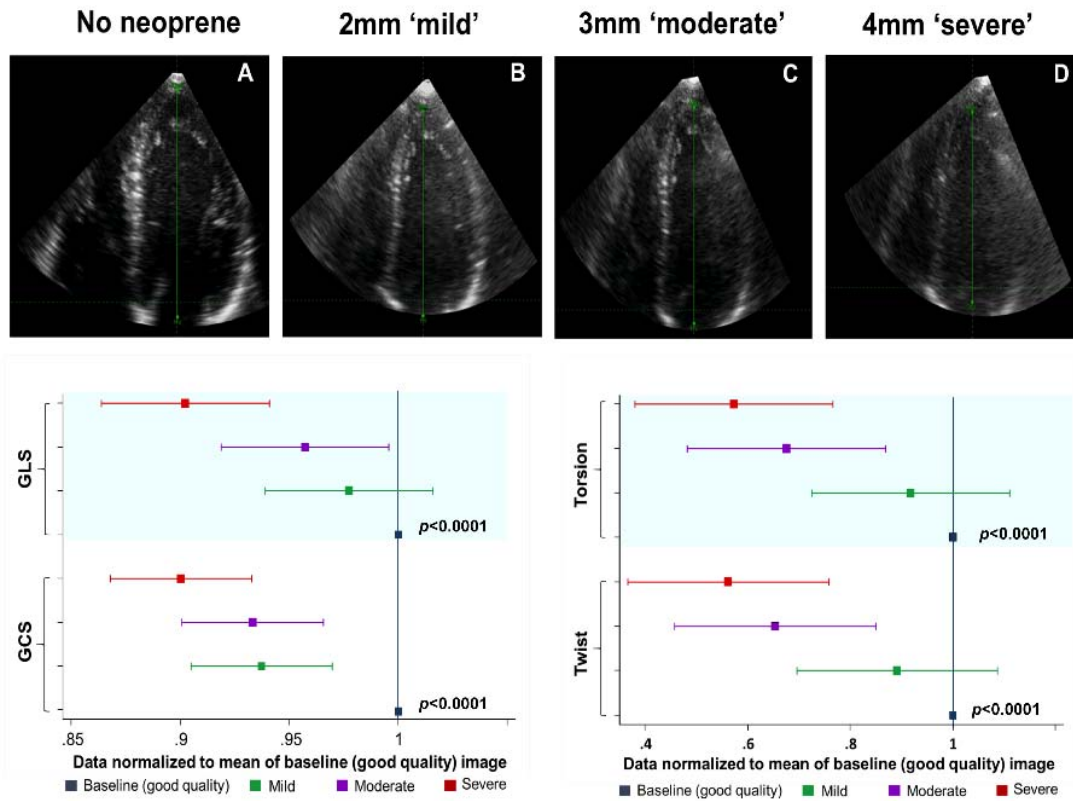 No neoprene
2mm ‘mild’
3mm ‘moderate’
4mm ‘severe’
A
B
C
D
GLS
p<0.0001
GCS
p<0.0001
.85
.9
.95
1
Data normalized to mean of baseline (good quality) image
Baseline (good quality)
Mild
Moderate
Severe
Torsion
p<0.0001
Twist
p<0.0001
.4
.6
.8
1
Data normalized to mean of baseline (good quality) image
Baseline (good quality)
Mild
Moderate
Severe